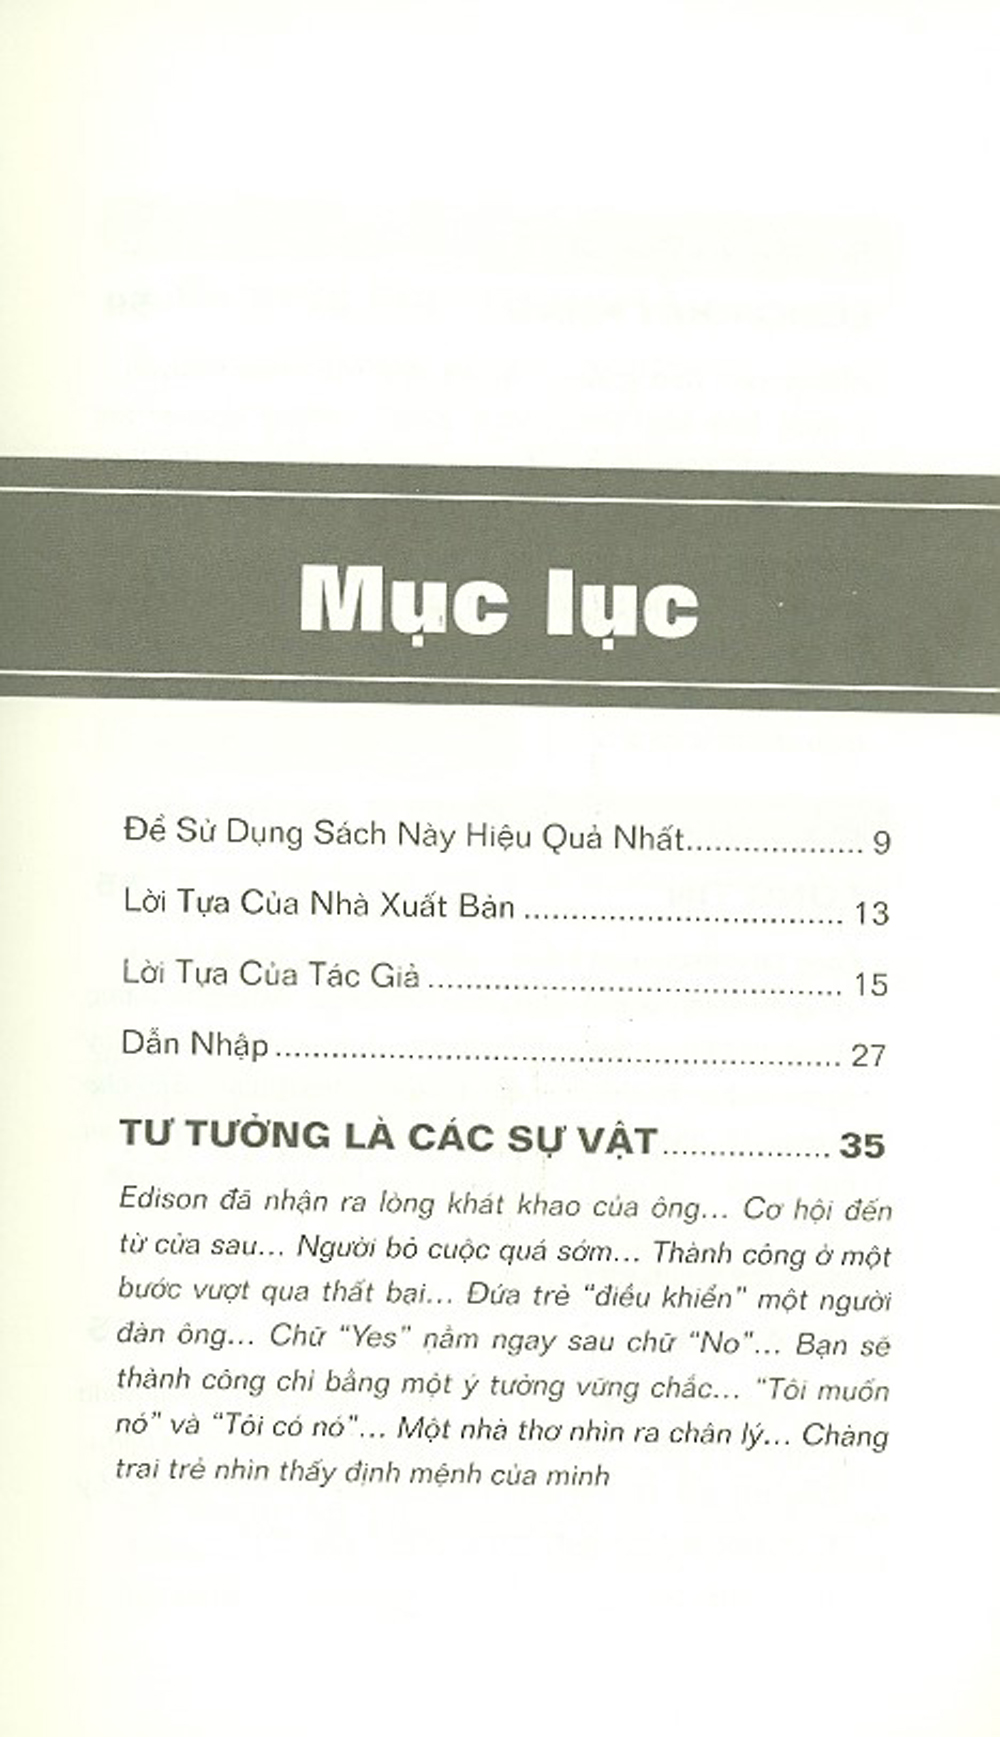 Mục lục
Để Sử Dụng Sách Này Hiệu Quả Nhất................... 9
Lời Tựa Của Nhà Xuất Bản .................................. 13
Lời Tựa Của Tác Giả ............................................ 15
Dẫn Nhập ............................................................ 27
TƯ TƯỞNG LÀ CÁC SỰ VẬT .................. 35
Edison đã nhận ra lòng khát khao của ông... Cơ hội đến
từ cửa sau... Người bỏ cuộc quá sớm... Thành công ở một
bước vượt qua thất bại... Đứa trẻ “điều khiển” một người
đàn ông... Chữ “Yes” nằm ngay sau chữ “No”... Bạn sẽ
thành công chỉ bằng một ý tưởng vững chắc... “Tôi muốn
nó” và “Tôi có nó”... Một nhà thơ nhìn ra chân lý... Chàng
trai trẻ nhìn thấy định mệnh của mình